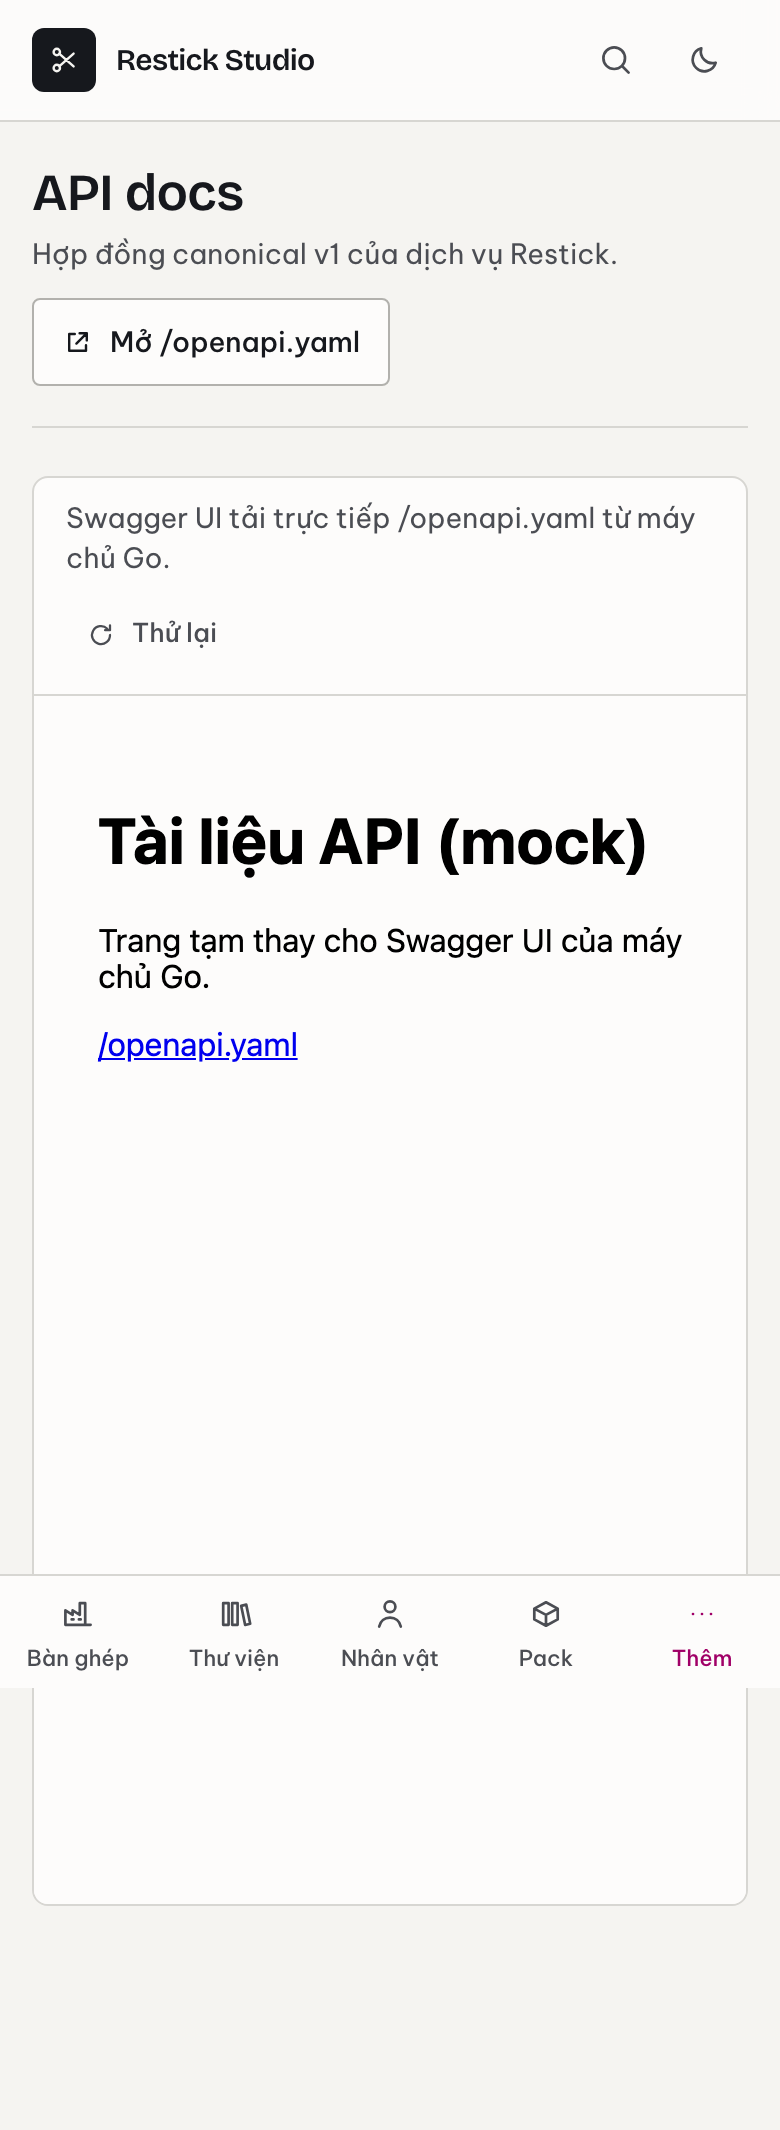 Restick Studio
API docs
Hợp đồng canonical v1 của dịch vụ Restick.
Mở /openapi.yaml
Swagger UI tải trực tiếp /openapi.yaml từ máy
chủ Go.
Thử lại
Tài liệu API (mock)
Trang tạm thay cho Swagger UI của máy
chủ Go.
/openapi.yaml
Bàn ghép
Thư viện
Nhân vật
Pack
Thêm